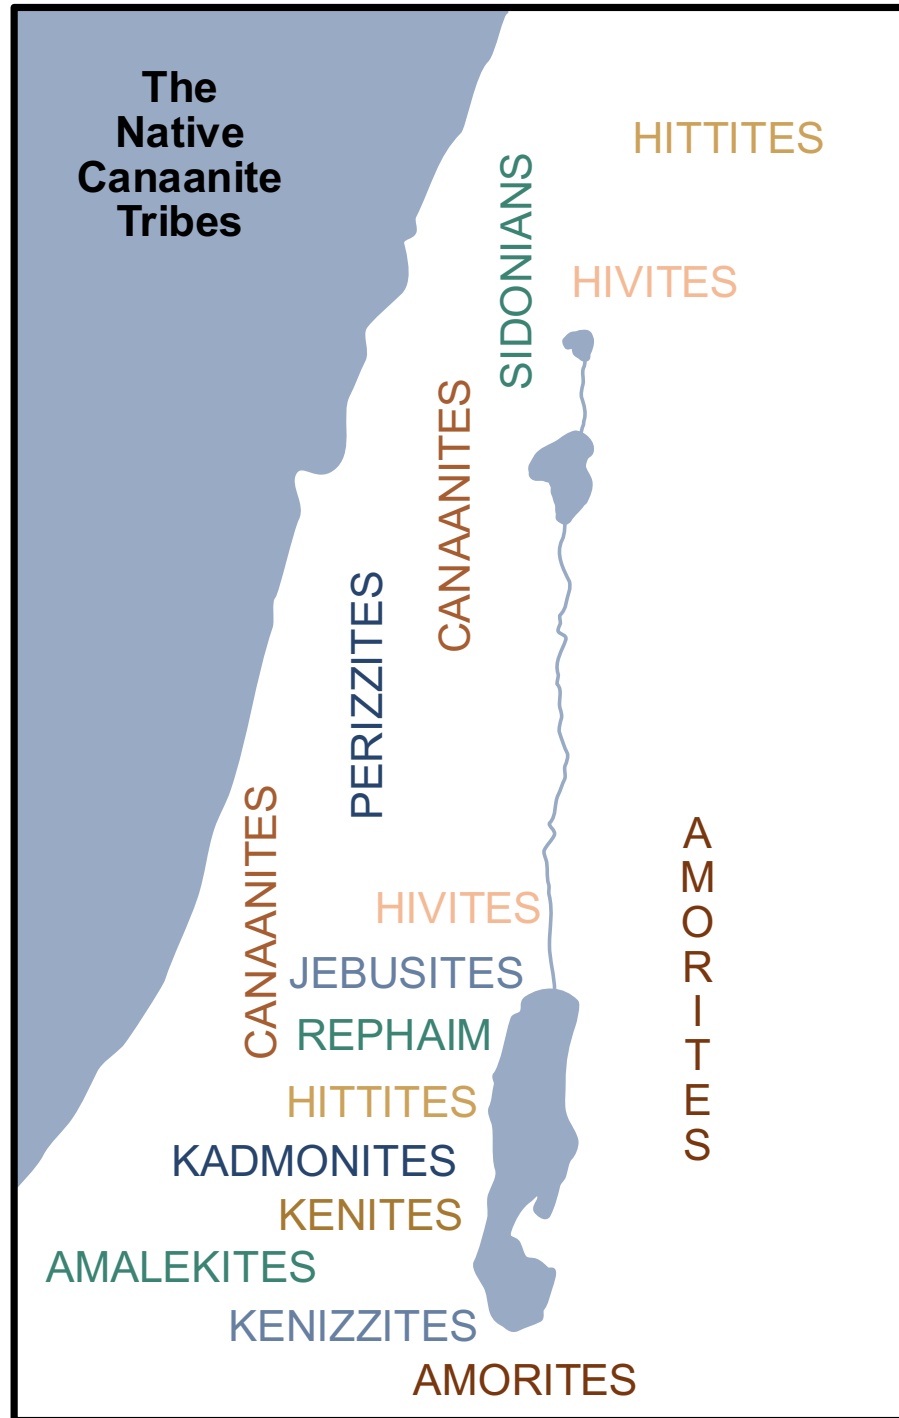 The
Native
Canaanite
Tribes
HITTITES
SIDONIANS
HIVITES
CANAANITES
PERIZZITES
CANAANITES
AMORITES
HIVITES
JEBUSITES
REPHAIM
HITTITES
KADMONITES
KENITES
AMALEKITES
KENIZZITES
AMORITES